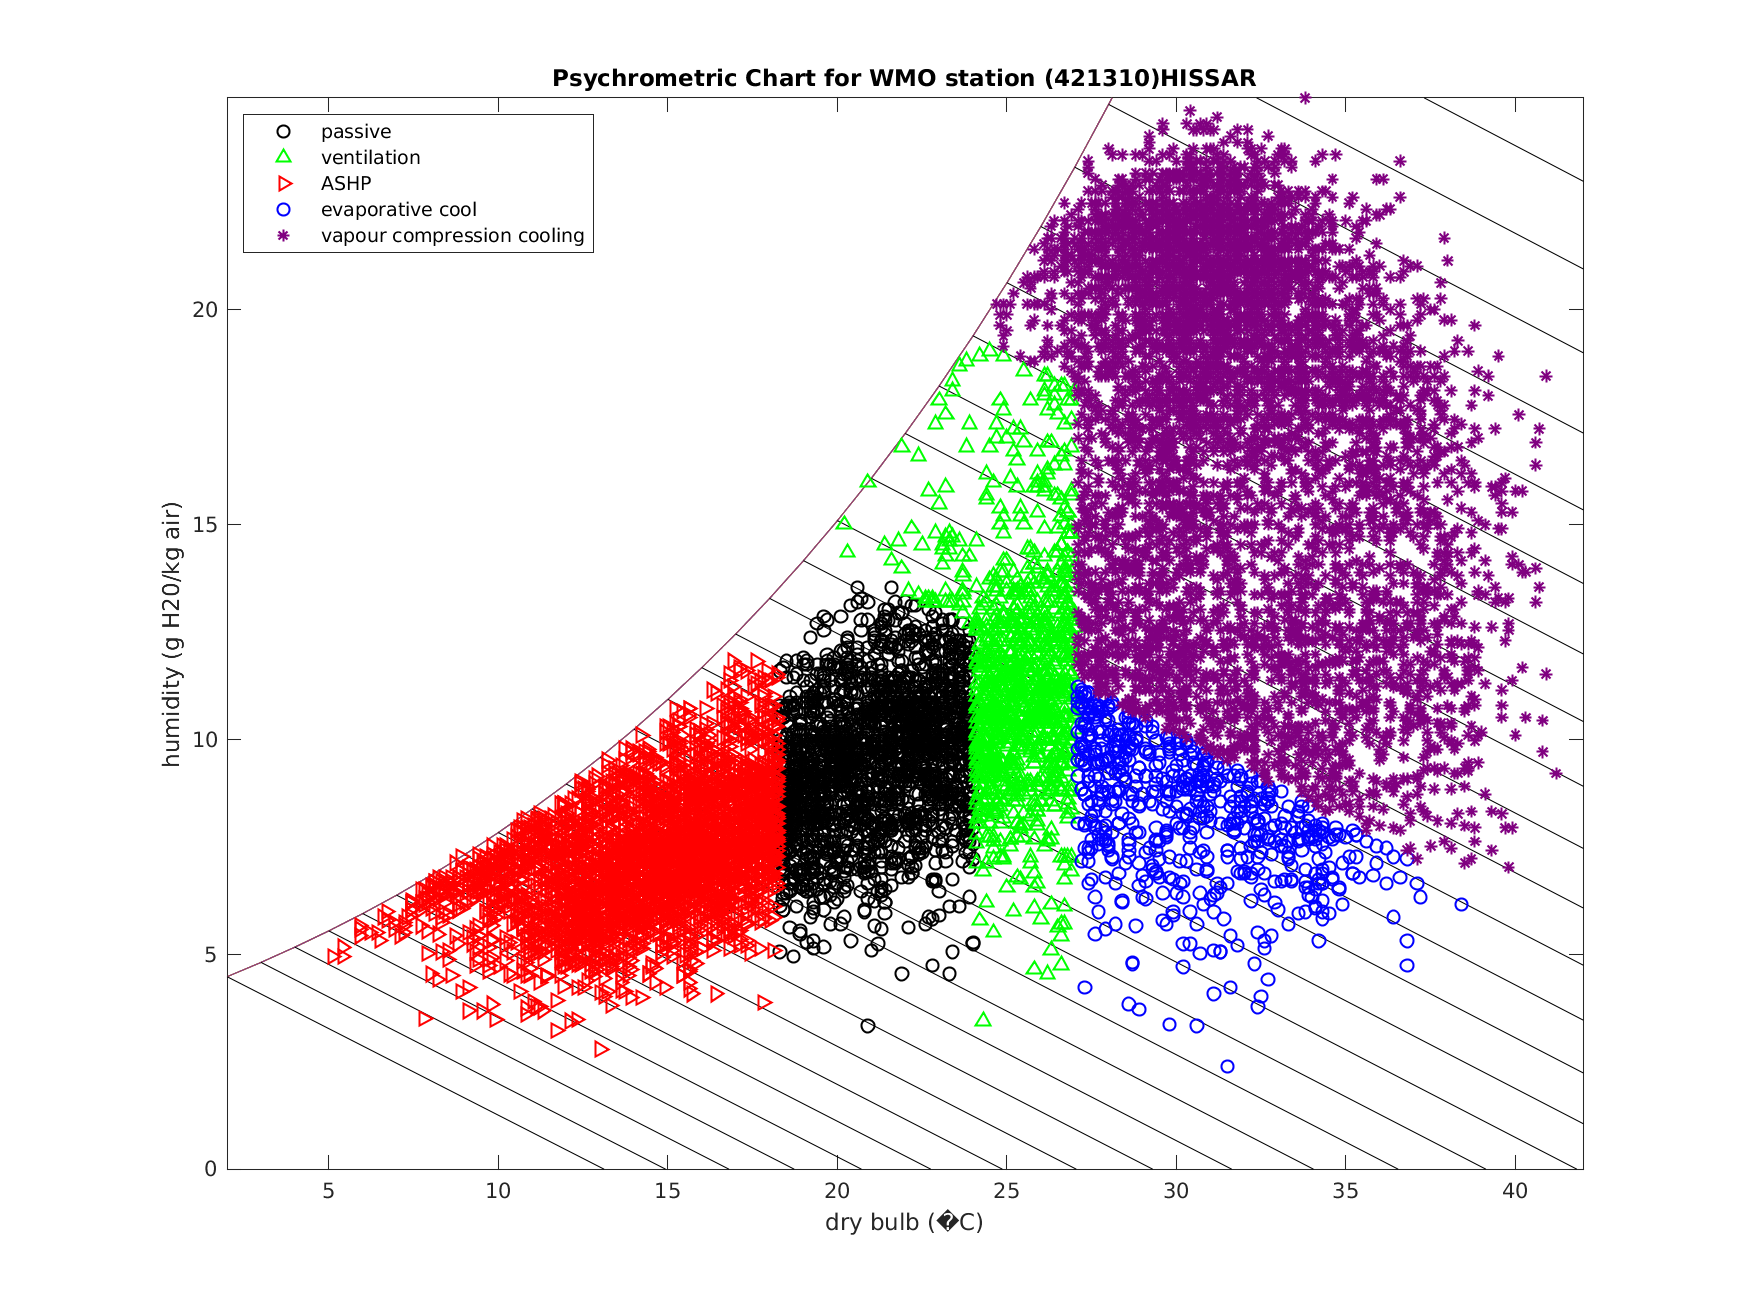 Psychrometric Chart for WMO station (421310)HISSAR
passive
ventilation
ASHP
evaporative cool
vapour compression cooling
humidity (g H20/kg air)
20
15
10
5
0
5 10 15 20 25 30 35 40
dry bulb (�C)